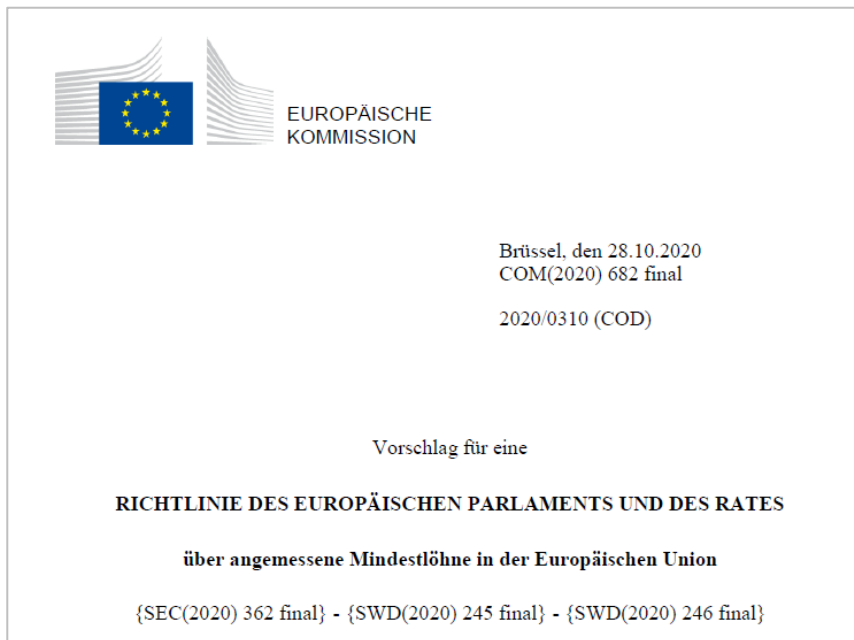 EUROPÄISCHE
KOMMISSION
Brüssel, den 28.10.2020
COM(2020) 682 final
2020/0310 (COD)
Vorschlag für eine
RICHTLINIE DES EUROPÄISCHEN PARLAMENTS UND DES RATES
über angemessene Mindestlöhne in der Europäischen Union
{SEC(2020) 362 final} - {SWD(2020) 245 final} - {SWD(2020) 246 final}